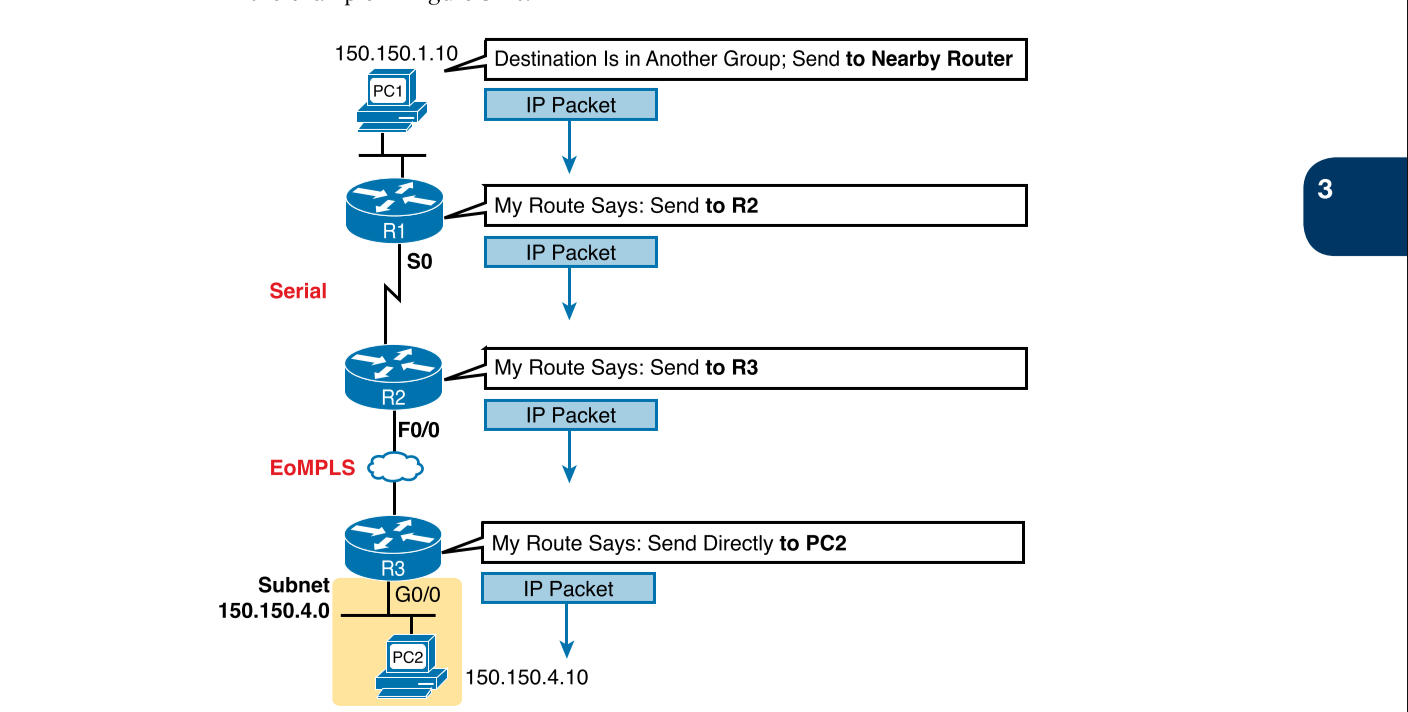 150.150.1.10
Destination Is in Another Group; Send to Nearby Router
PC1
IP Packet
3
My Route Says: Send to R2
R1
IP Packet
S0
Serial
My Route Says: Send to R3
R2
IP Packet
F0/0
EoMPLS
My Route Says: Send Directly to PC2
R3
Subnet
150.150.4.0
G0/0
IP Packet
PC2
150.150.4.10